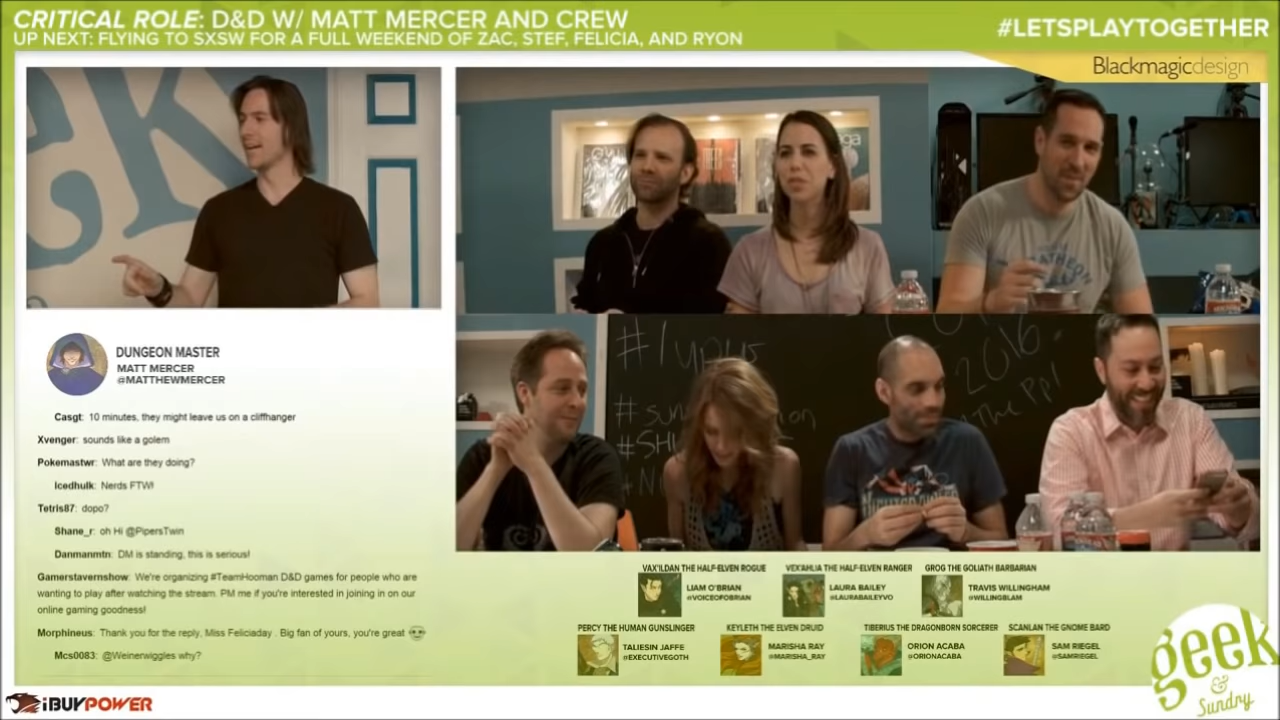 CRITICAL ROLE: D&D W/ MATT MERCER AND CREW
UP NEXT: FLYING TO SXSW FOR A FULL WEEKEND OF ZAC, STEF, FELICIA, AND RYON
#LETSPLAYTOGETHER
Blackmagicdesign
DUNGEON MASTER
MATT MERCER
@MATTHEWMERCER
Casgt: 10 minutes, they might leave us on a cliffhanger
Xvenger: sounds like a golem
Pokemastwr: What are they doing?
Icedhulk: Nerds FTW!
Tetris87: dopo?
Shane_r: oh Hi @PipersTwin
Danmanmtn: DM is standing, this is serious!
Gamerstavernshow: We're organizing #TeamHooman D&D games for people who are
wanting to play after watching the stream. PM me if you're interested in joining in on our
online gaming goodness!
Morphineus: Thank you for the reply, Miss Feliciaday . Big fan of yours, you're great
Mcs0083: @Weinerwiggles why?
2016.
VAX'ILDAN THE HALF-ELVEN ROGUE
LIAM O'BRIAN
@VOICEOFOBRIAN
VEX'AHLIA THE HALF-ELVEN RANGER
LAURA BAILEY
@LAURABAILEYVO
GROG THE GOLIATH BARBARIAN
TRAVIS WILLINGHAM
@WILLINGBLAM
PERCY THE HUMAN GUNSLINGER
TALIESIN JAFFE
@EXECUTIVEGOTH
KEYLETH THE ELVEN DRUID
MARISHA RAY
@MARISHA_RAY
TIBERIUS THE DRAGONBORN SORCERER
ORION ACABA
@ORIONACABA
SCANLAN THE GNOME BARD
SAM RIEGEL
@SAMRIEGEL
geek
&
Sundry
iBUYPOWER